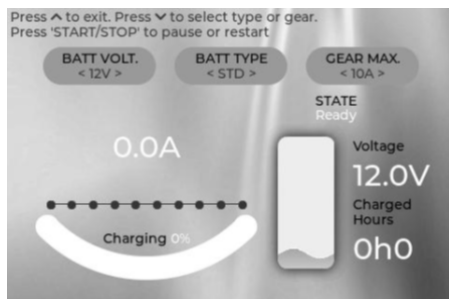 Press ^ to exit. Press v to select type or gear.
Press 'START/STOP' to pause or restart
BATT VOLT.
< 12V >
BATT TYPE
< STD >
GEAR MAX.
< 10A >
STATE
Ready
0.0A
Voltage
12.0V
Charged
Hours
0h0
Charging 0%